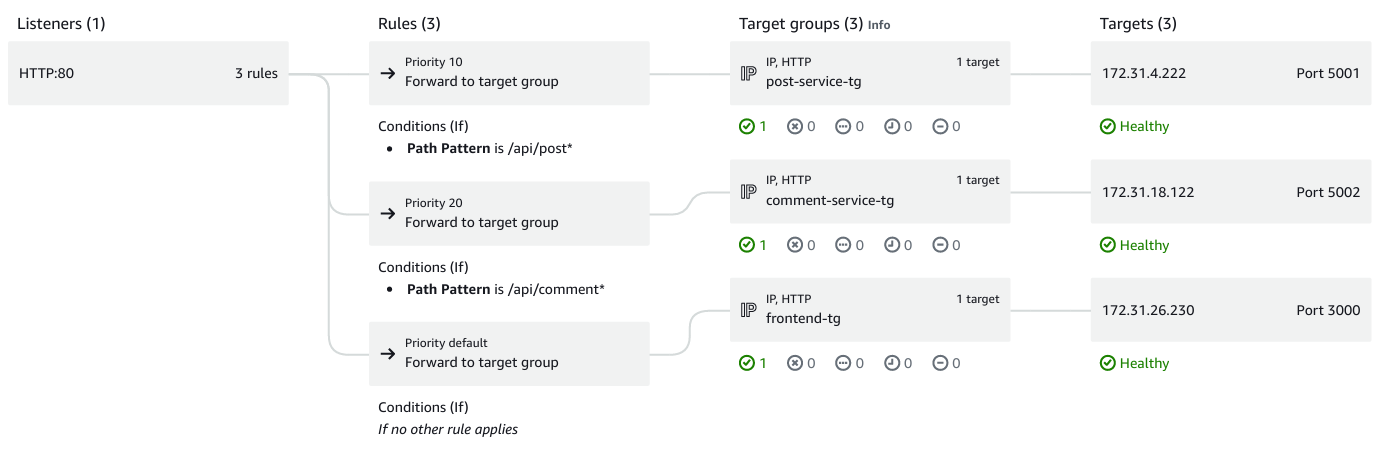 Listeners (1)
HTTP:80 3 rules
Rules (3)
Priority 10
Forward to target group
Conditions (If)
• Path Pattern is /api/post*
Priority 20
Forward to target group
Conditions (If)
• Path Pattern is /api/comment*
Priority default
Forward to target group
Conditions (If)
If no other rule applies
Target groups (3) Info
IP, HTTP 1 target
post-service-tg
1 0 0 0 0
IP, HTTP 1 target
comment-service-tg
1 0 0 0 0
IP, HTTP 1 target
frontend-tg
1 0 0 0 0
Targets (3)
172.31.4.222 Port 5001
Healthy
172.31.18.122 Port 5002
Healthy
172.31.26.230 Port 3000
Healthy